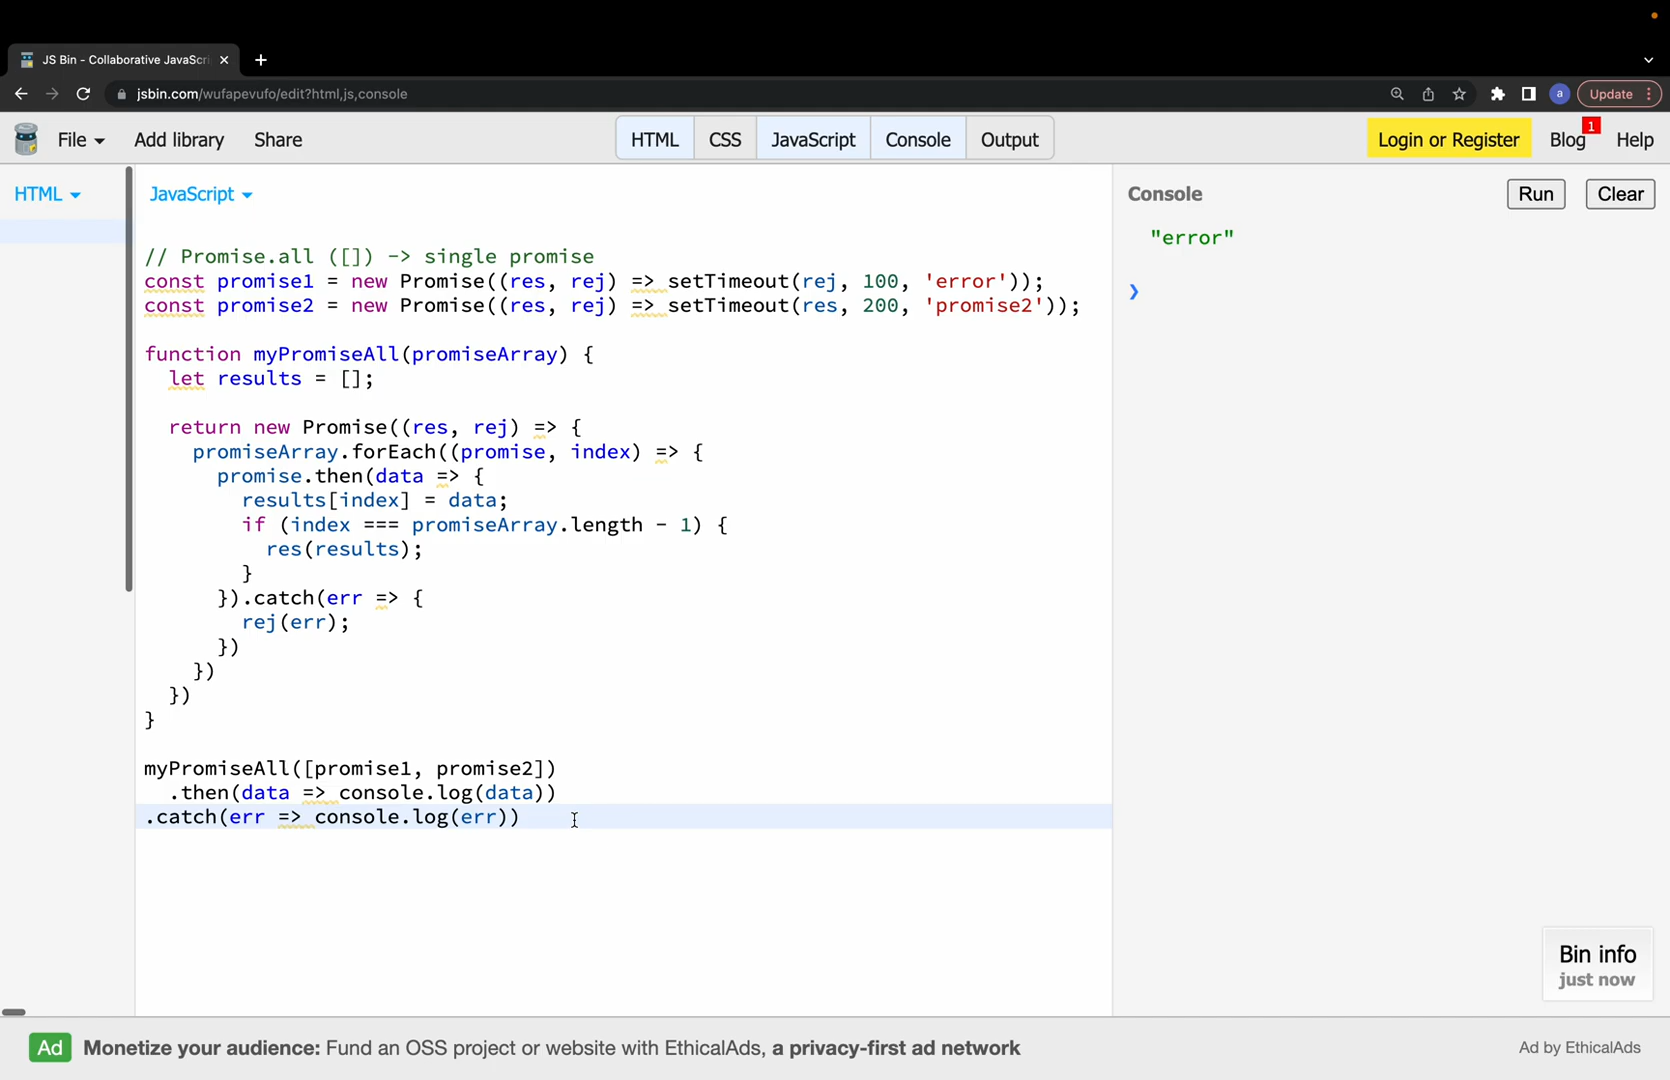 JS Bin - Collaborative JavaScri
jsbin.com/wufapevufo/edit?html,js,console
a
Update
File
Add library
Share
HTML
CSS
JavaScript
Console
Output
Login or Register
Blog
1
Help
HTML
JavaScript
// Promise.all ([]) -> single promise
const promise1 = new Promise((res, rej) => setTimeout(rej, 100, 'error'));
const promise2 = new Promise((res, rej) => setTimeout(res, 200, 'promise2'));
function myPromiseAll(promiseArray) {
  let results = [];
  return new Promise((res, rej) => {
    promiseArray.forEach((promise, index) => {
      promise.then(data => {
        results[index] = data;
        if (index === promiseArray.length - 1) {
          res(results);
        }
      }).catch(err => {
        rej(err);
      })
    })
  })
}
myPromiseAll([promise1, promise2])
  .then(data => console.log(data))
.catch(err => console.log(err))
Console
Run
Clear
"error"
Bin info
just now
Ad
Monetize your audience: Fund an OSS project or website with EthicalAds, a privacy-first ad network
Ad by EthicalAds